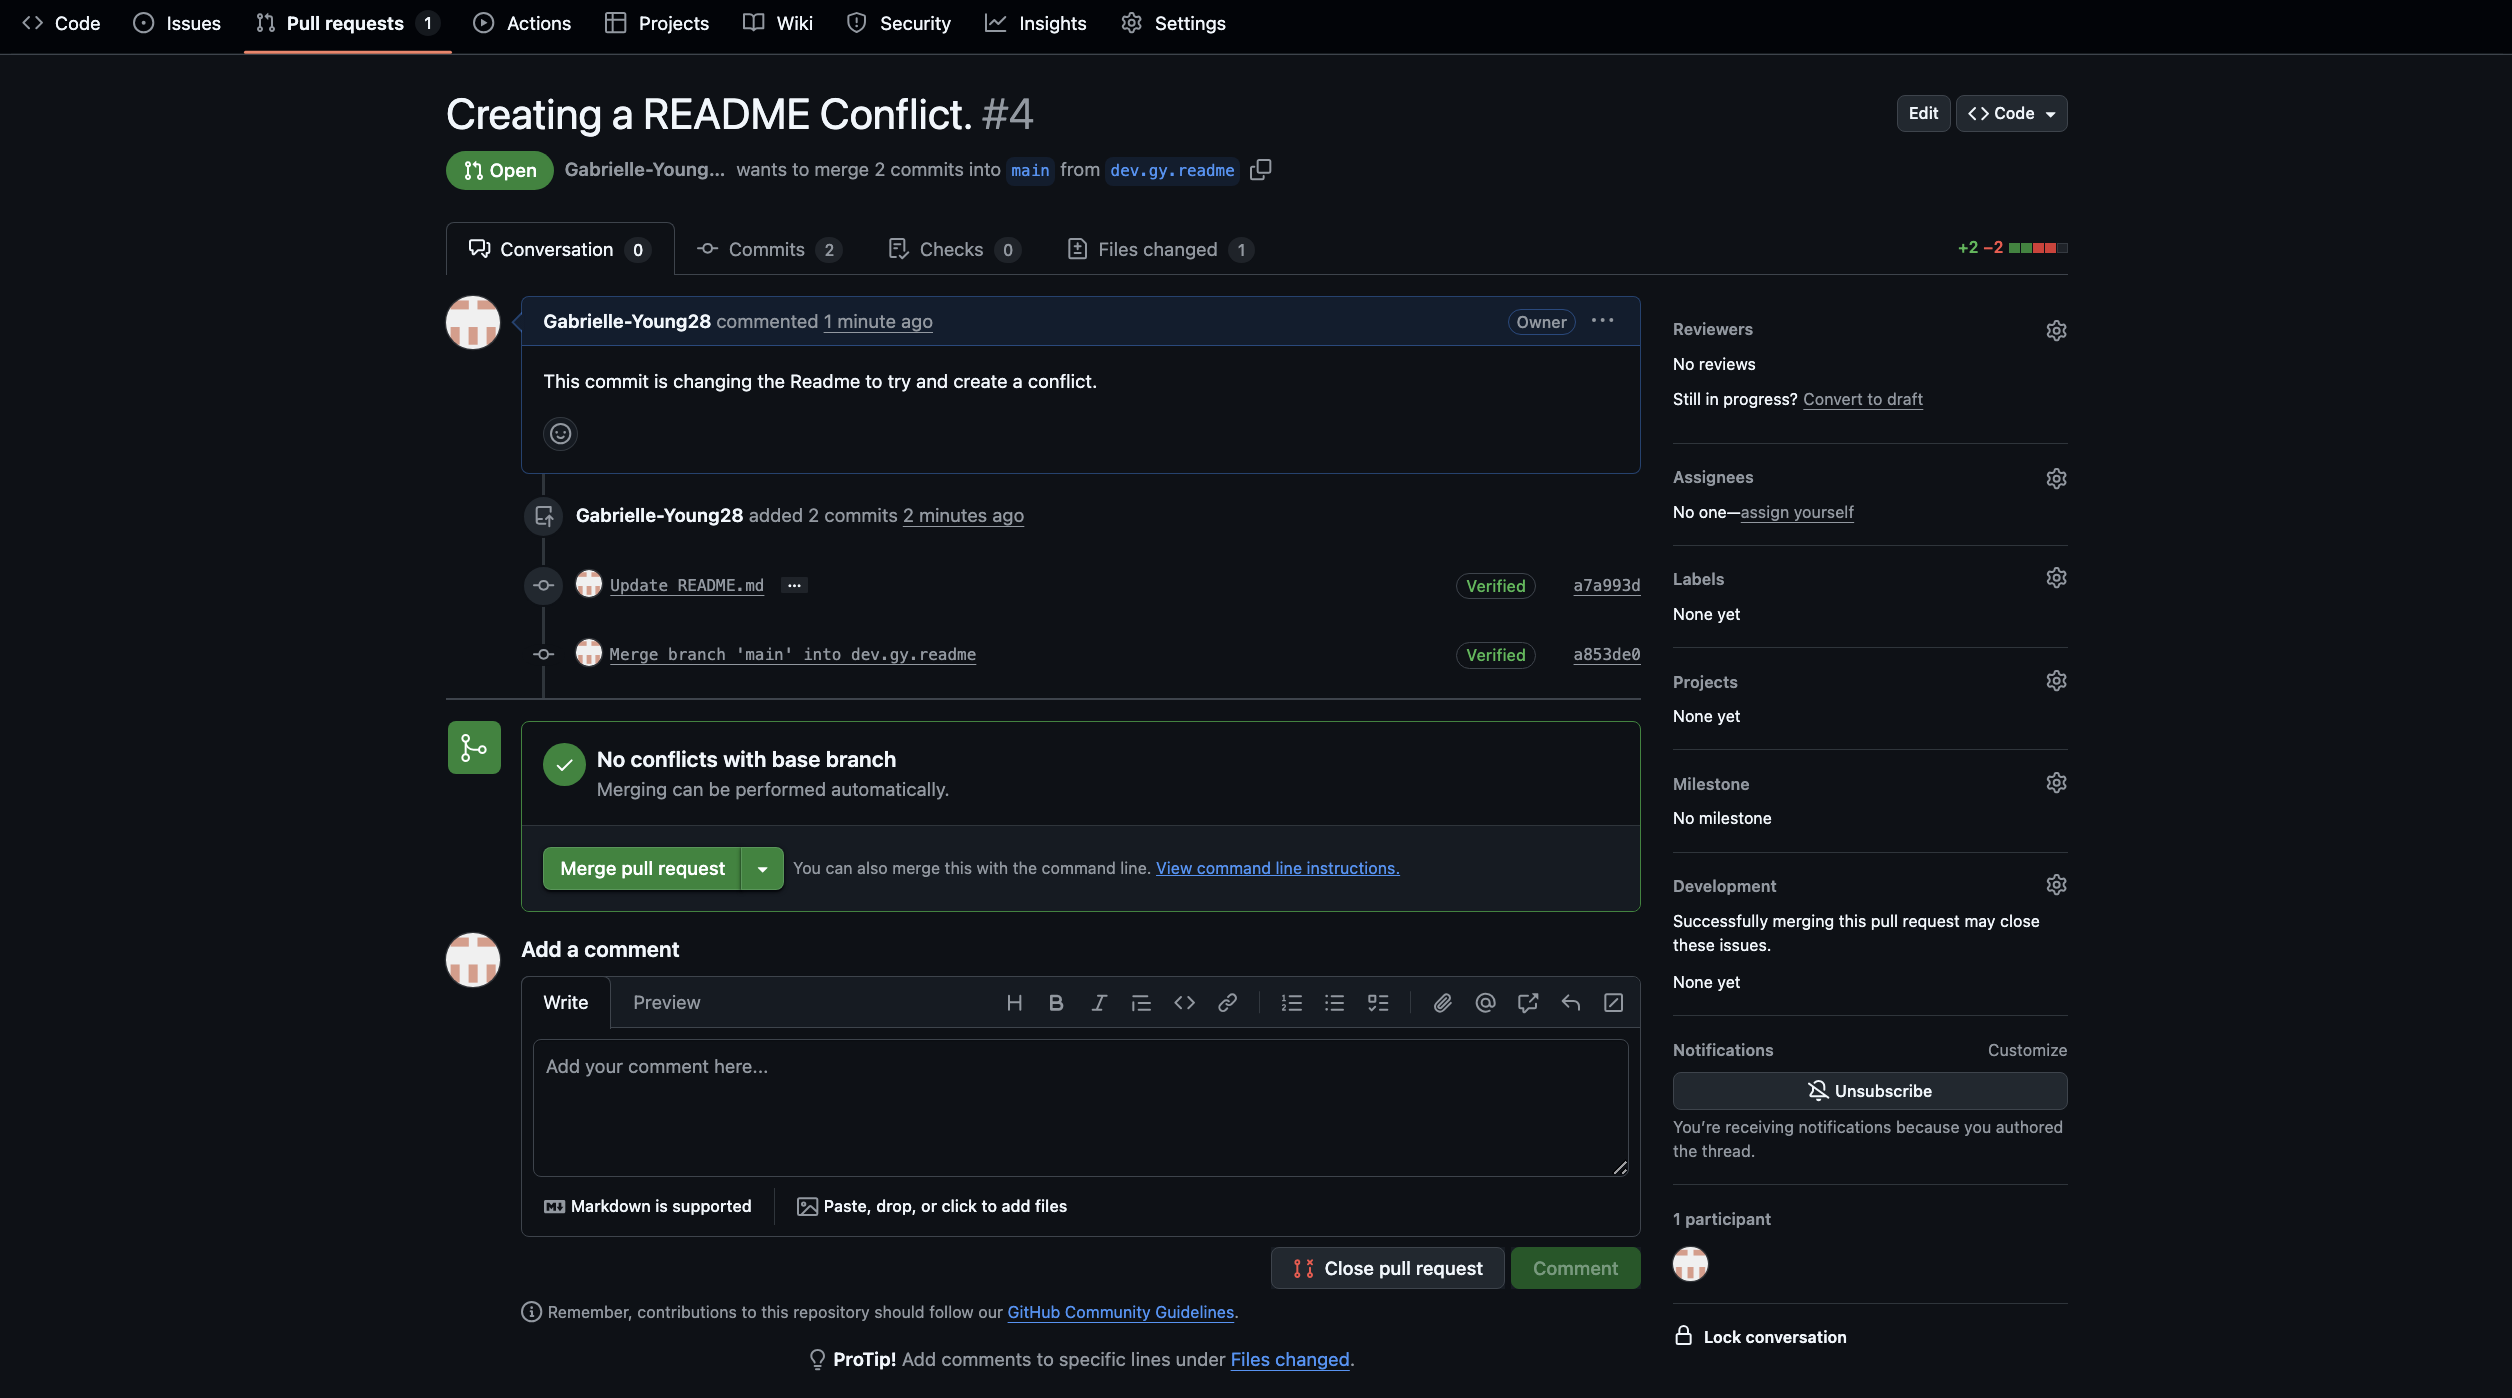 Code Issues Pull requests 1 Actions Projects Wiki Security Insights Settings
Creating a README Conflict. #4
Edit Code
Open Gabrielle-Young... wants to merge 2 commits into main from dev.gy.readme
Conversation 0 Commits 2 Checks 0 Files changed 1 +2 −2
Gabrielle-Young28 commented 1 minute ago Owner
This commit is changing the Readme to try and create a conflict.
Gabrielle-Young28 added 2 commits 2 minutes ago
Update README.md Verified a7a993d
Merge branch 'main' into dev.gy.readme Verified a853de0
No conflicts with base branch
Merging can be performed automatically.
Merge pull request You can also merge this with the command line. View command line instructions.
Add a comment
Write Preview
Add your comment here...
Markdown is supported Paste, drop, or click to add files
Close pull request Comment
Remember, contributions to this repository should follow our GitHub Community Guidelines.
ProTip! Add comments to specific lines under Files changed.
Reviewers
No reviews
Still in progress? Convert to draft
Assignees
No one—assign yourself
Labels
None yet
Projects
None yet
Milestone
No milestone
Development
Successfully merging this pull request may close
these issues.
None yet
Notifications Customize
Unsubscribe
You're receiving notifications because you authored
the thread.
1 participant
Lock conversation